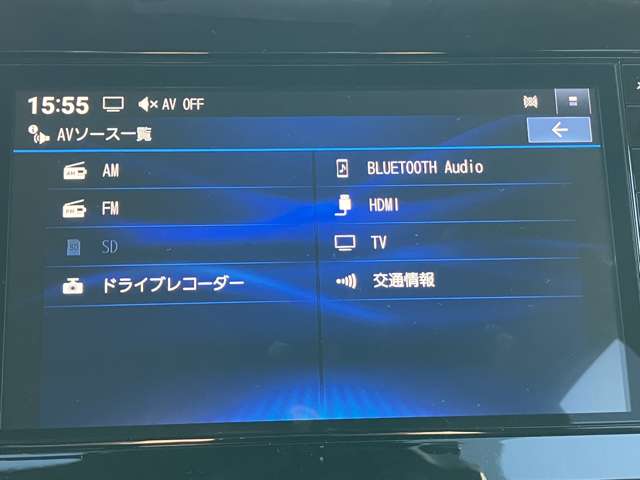 15:55 AV OFF
AVソース一覧
AM
FM
SD
ドライブレコーダー
BLUETOOTH Audio
HDMI
TV
交通情報